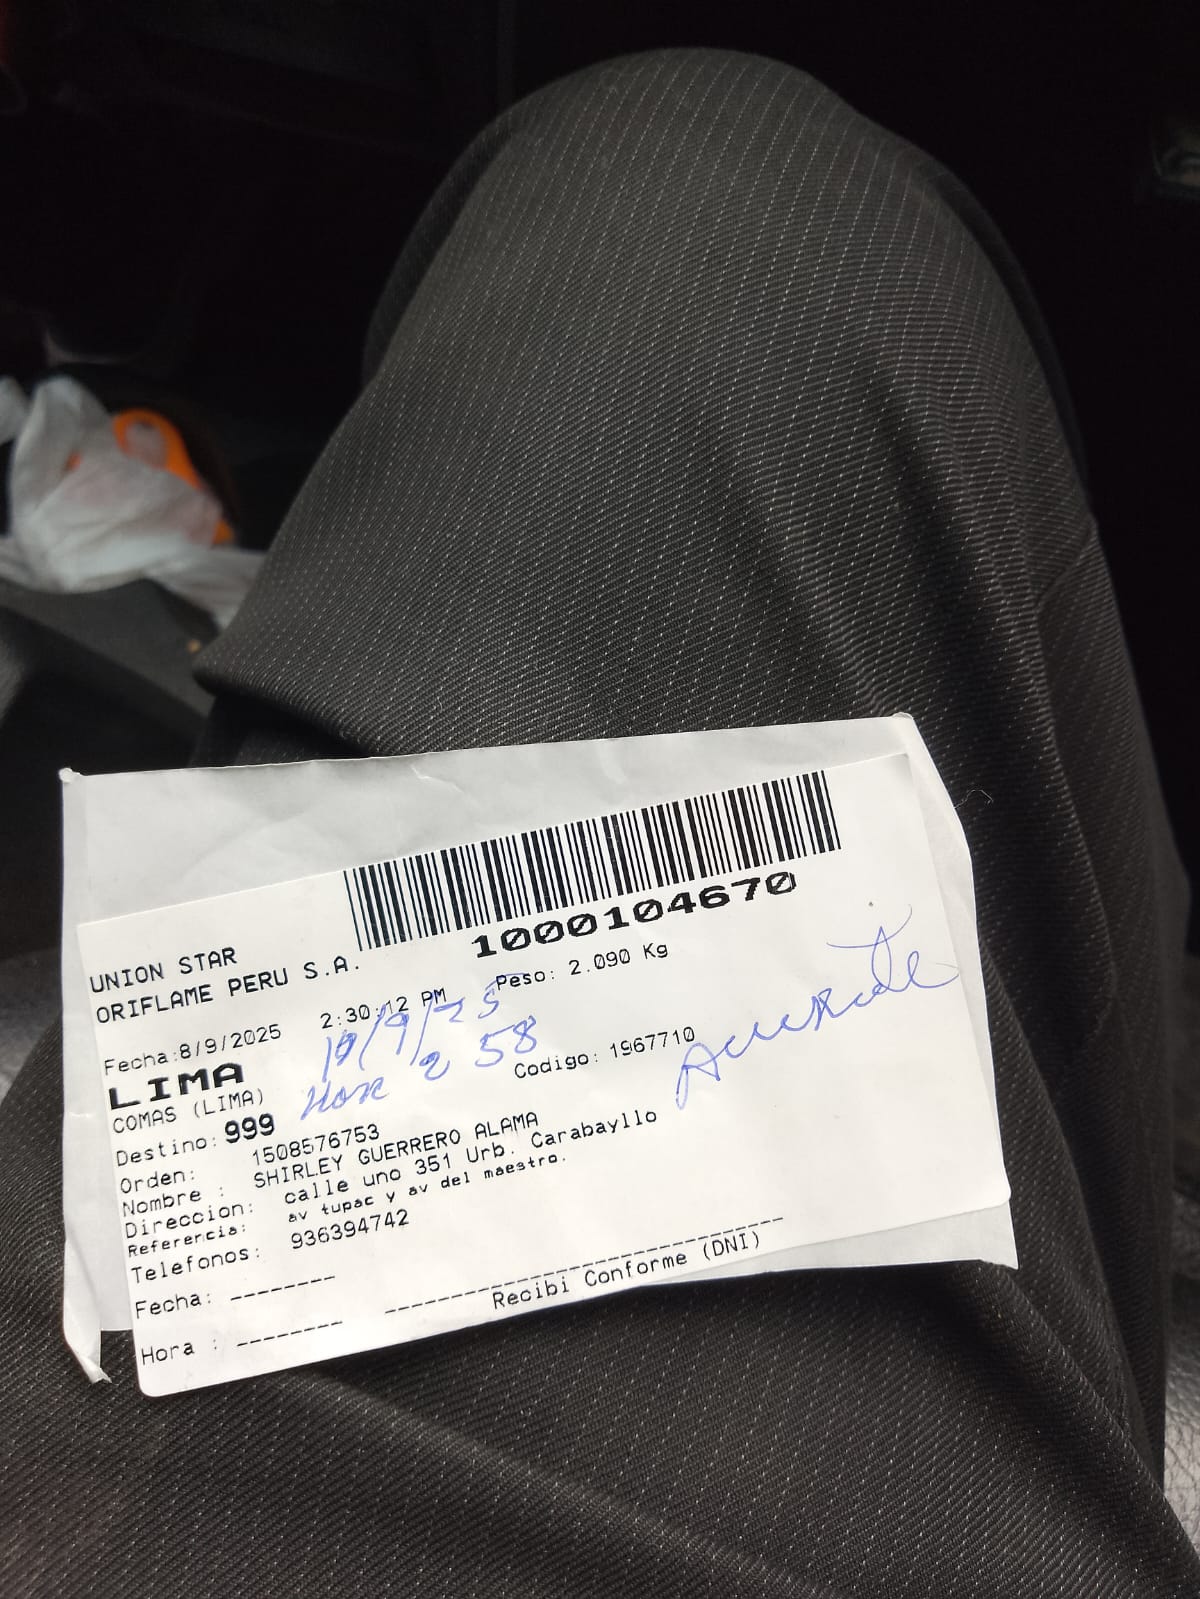 1000104670
UNION STAR
ORIFLAME PERU S.A.
Peso: 2.090 Kg
Fecha:8/9/2025 2:30:12 PM
10/9/25
LIMA
Hora 2 58
Codigo: 1967710
Ausente
COMAS (LIMA)
Destino: 999
Orden: 1508576753
Nombre : SHIRLEY GUERRERO ALAMA
Direccion: calle uno 351 Urb. Carabayllo
Referencia: av tupac y av del maestro.
Telefonos: 936394742
Fecha: --------
Recibi Conforme (DNI)
Hora : --------